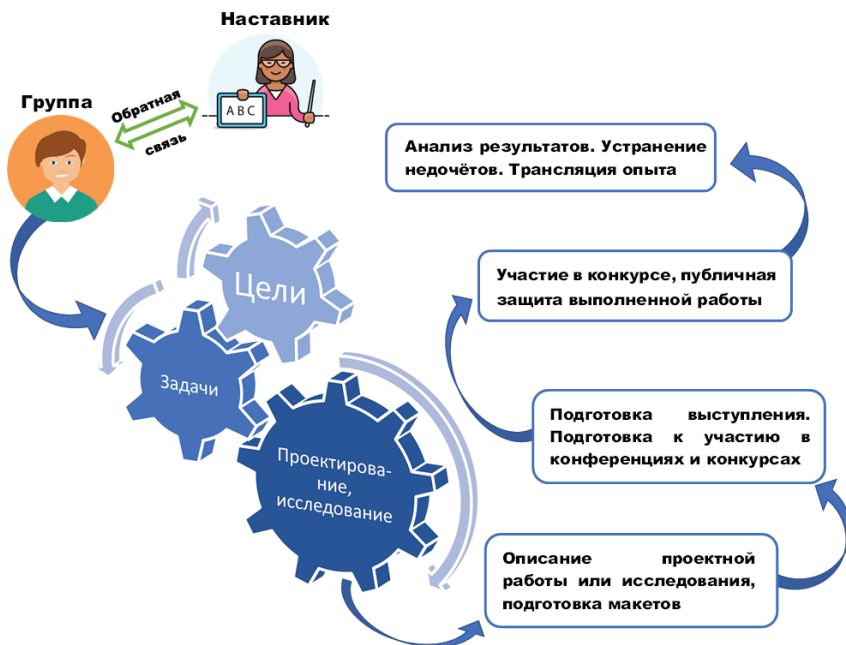 Наставник
Группа
Обратная
связь
A B C
Цели
Задачи
Проектирова-
ние,
исследование
Анализ результатов. Устранение
недочётов. Трансляция опыта
Участие в конкурсе, публичная
защита выполненной работы
Подготовка выступления.
Подготовка к участию в
конференциях и конкурсах
Описание проектной
работы или исследования,
подготовка макетов